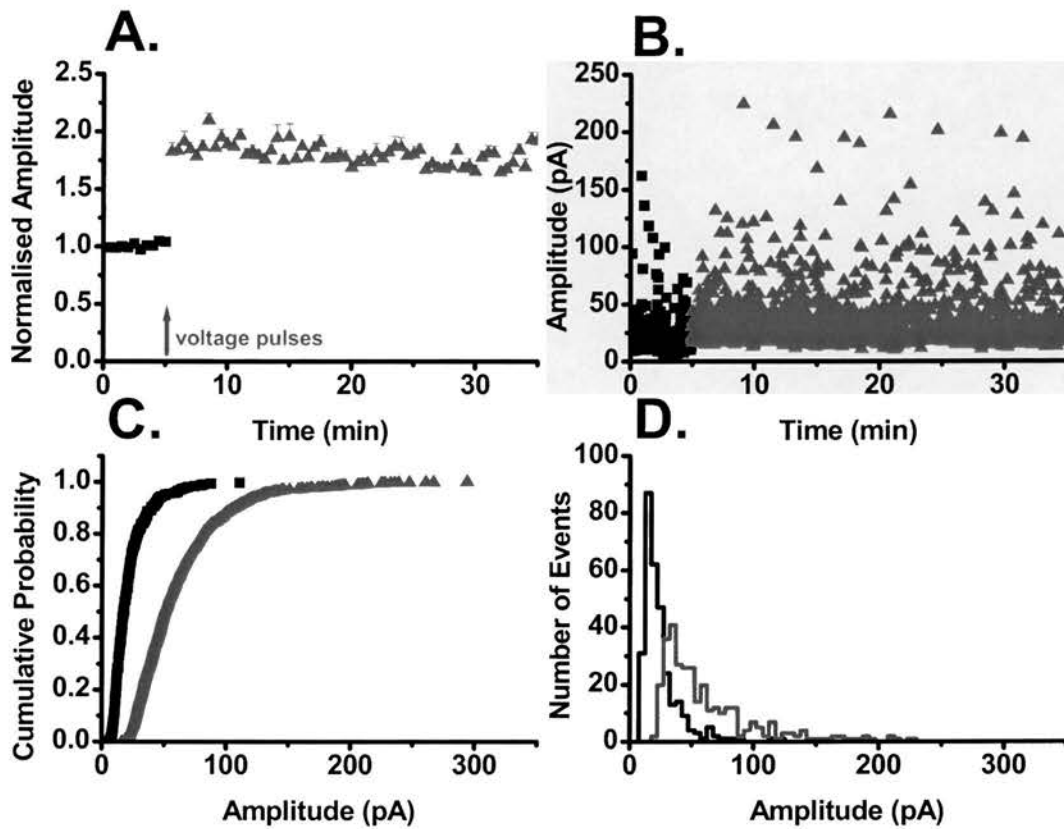 A.
Normalised Amplitude
2.5
2.0
1.5
1.0
0.5
0.0
voltage pulses
0 10 20 30
Time (min)
B.
Amplitude (pA)
250
200
150
100
50
0
0 10 20 30
Time (min)
C.
Cumulative Probability
1.0
0.8
0.6
0.4
0.2
0.0
0 100 200 300
Amplitude (pA)
D.
Number of Events
100
80
60
40
20
0
0 100 200 300
Amplitude (pA)